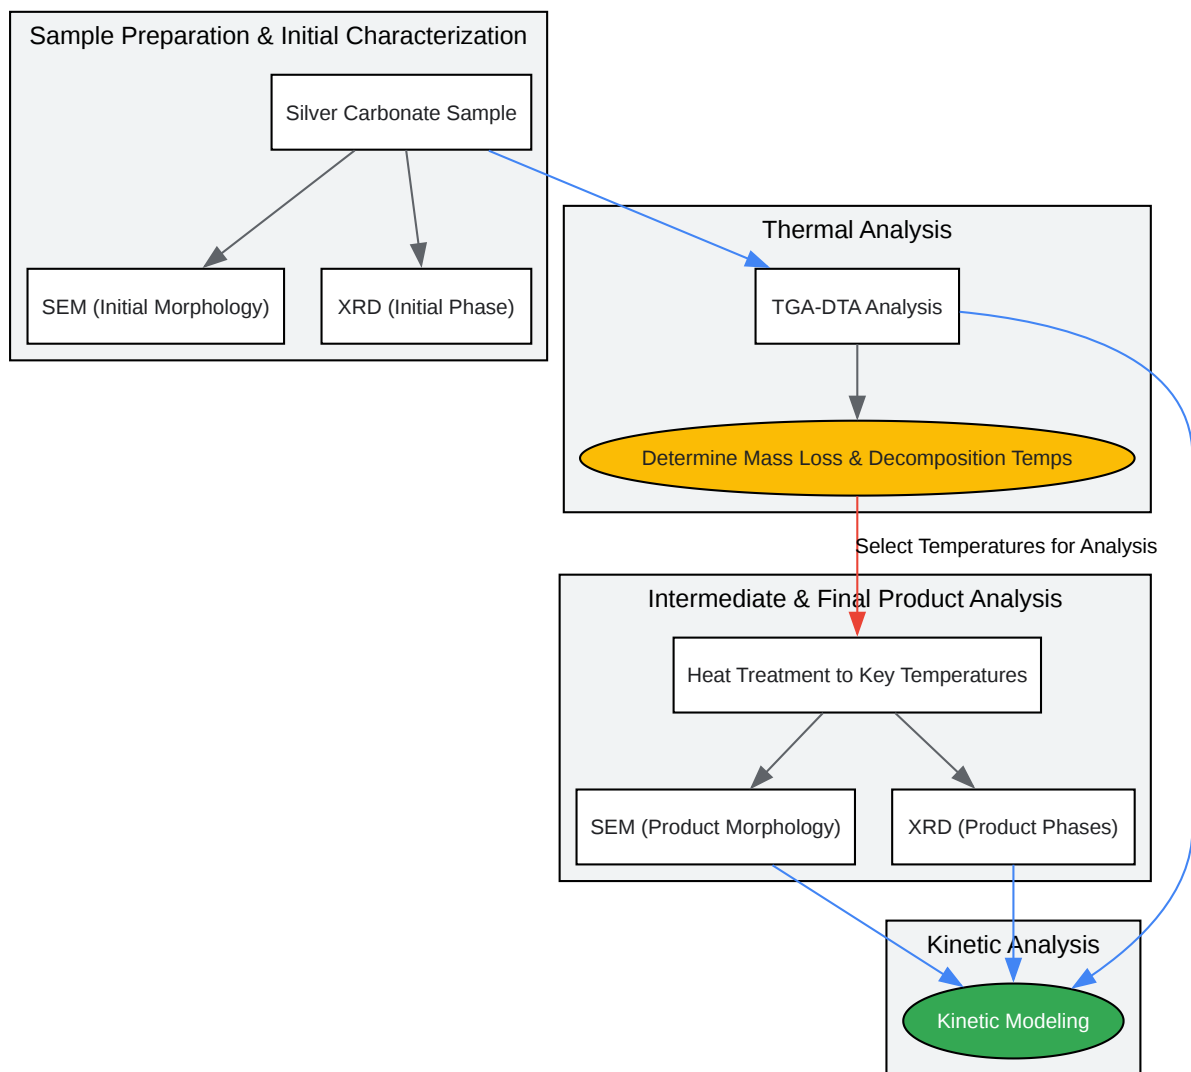 Sample Preparation & Initial Characterization
Silver Carbonate Sample
SEM (Initial Morphology)
XRD (Initial Phase)
Thermal Analysis
TGA-DTA Analysis
Determine Mass Loss & Decomposition Temps
Select Temperatures for Analysis
Intermediate & Final Product Analysis
Heat Treatment to Key Temperatures
SEM (Product Morphology)
XRD (Product Phases)
Kinetic Analysis
Kinetic Modeling